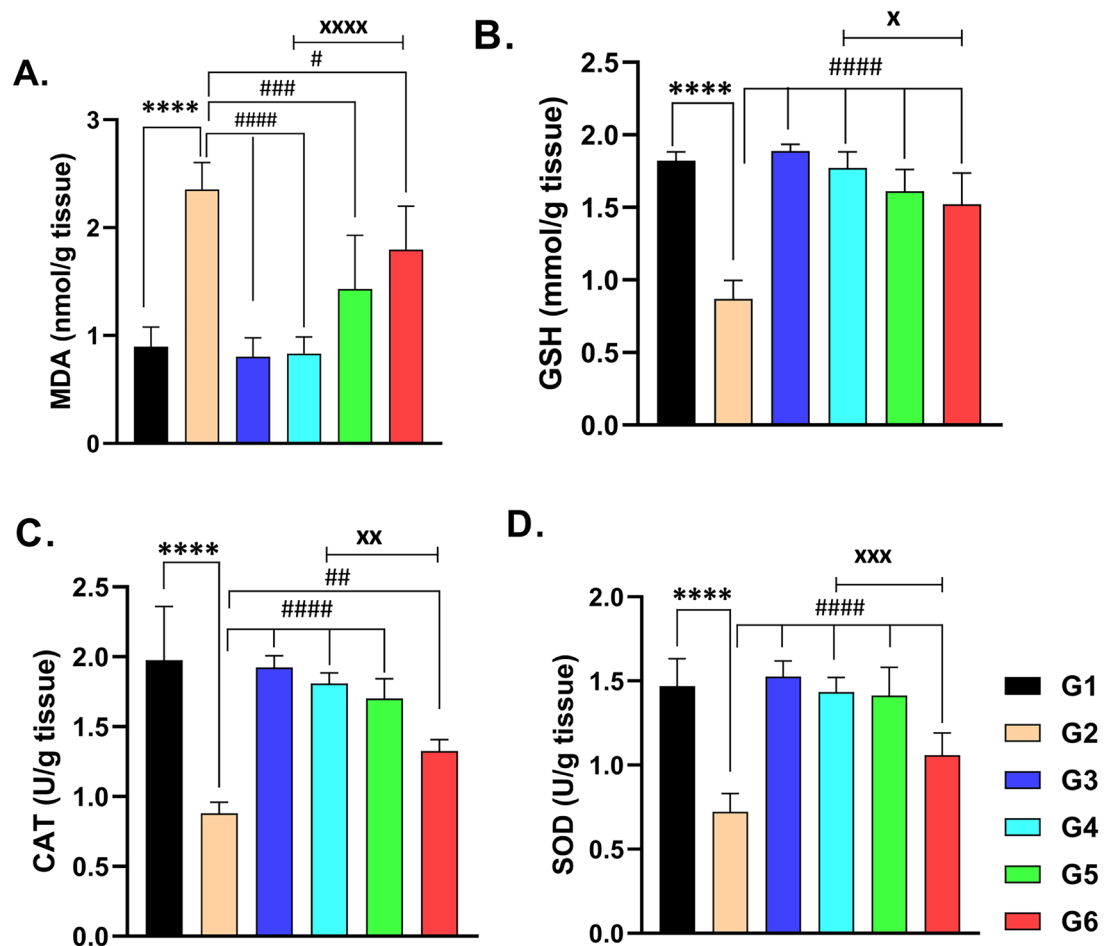 A.
xxxx
#
###
****
####
MDA (nmol/g tissue)
3
2
1
0
B.
x
####
****
GSH (mmol/g tissue)
2.5
2.0
1.5
1.0
0.5
0.0
C.
xx
****
##
####
CAT (U/g tissue)
2.5
2.0
1.5
1.0
0.5
0.0
D.
xxx
****
####
SOD (U/g tissue)
2.0
1.5
1.0
0.5
0.0
G1
G2
G3
G4
G5
G6